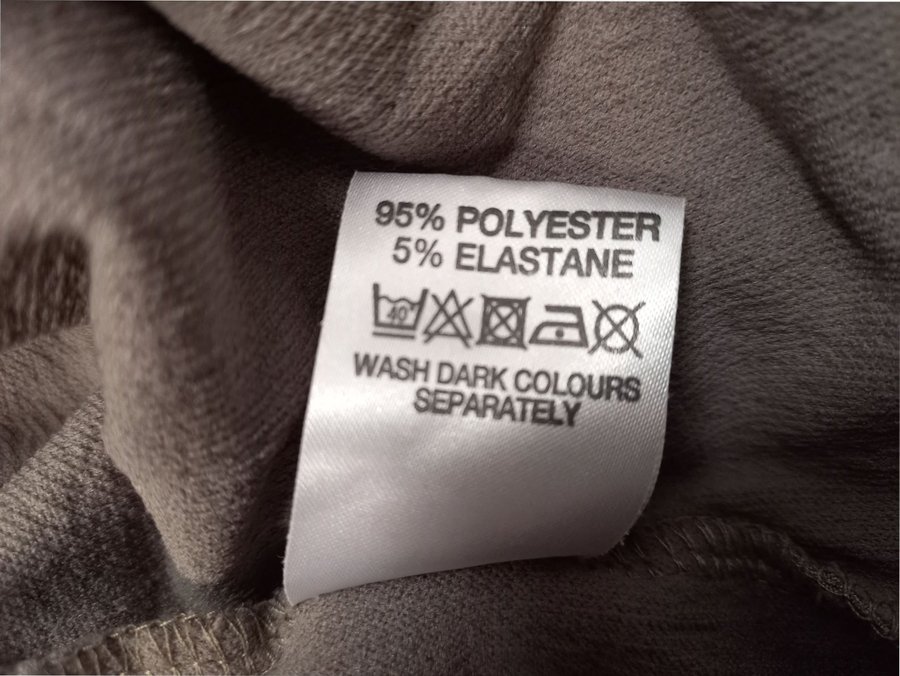 95% POLYESTER
5% ELASTANE
40°
WASH DARK COLOURS
SEPARATELY